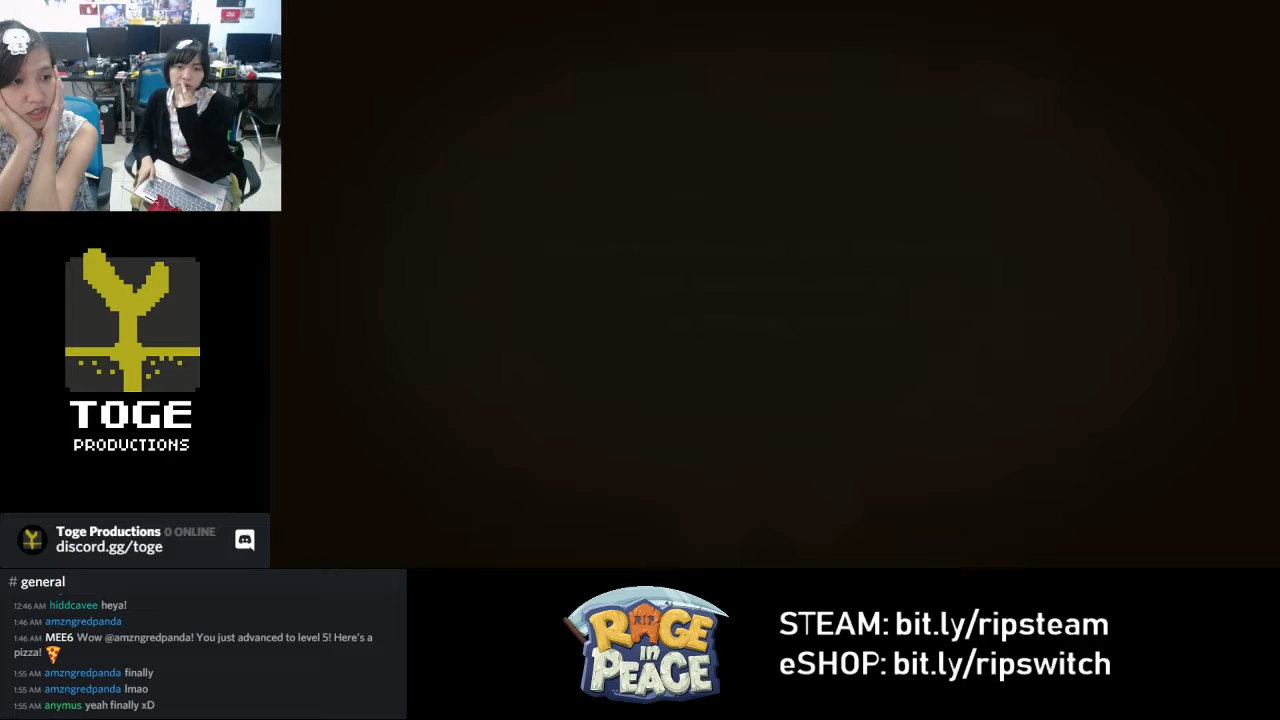 TOGE
PRODUCTIONS
Toge Productions 0 ONLINE
discord.gg/toge
# general
12:46 AM hiddcavee heya!
1:46 AM amzngredpanda
1:46 AM MEE6 Wow @amzngredpanda! You just advanced to level 5! Here's a
pizza! 🍕
1:55 AM amzngredpanda finally
1:55 AM amzngredpanda lmao
1:55 AM anymus yeah finally xD
RIP
RAGE
in
PEACE
STEAM: bit.ly/ripsteam
eSHOP: bit.ly/ripswitch